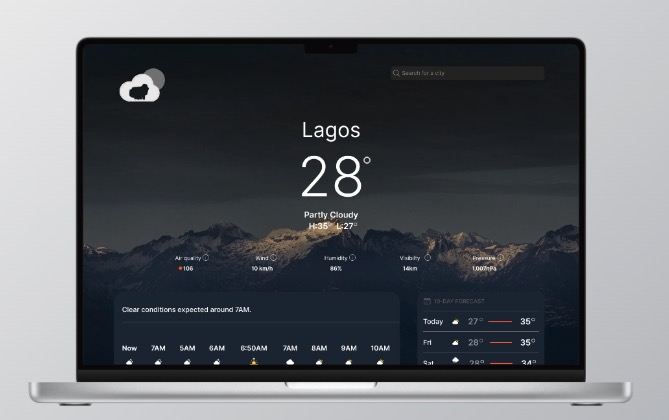 Search for a city
Lagos
28°
Partly Cloudy
H:35° L:27°
Air quality Wind Humidity Visiblity Pressure
106 10 km/h 86% 14km 1,007hPa
Clear conditions expected around 7AM.
Now 7AM 5AM 6AM 6:50AM 7AM 8AM 9AM 10AM
10-DAY FORECAST
Today 27° 35°
Fri 28° 35°
Sat 28° 34°